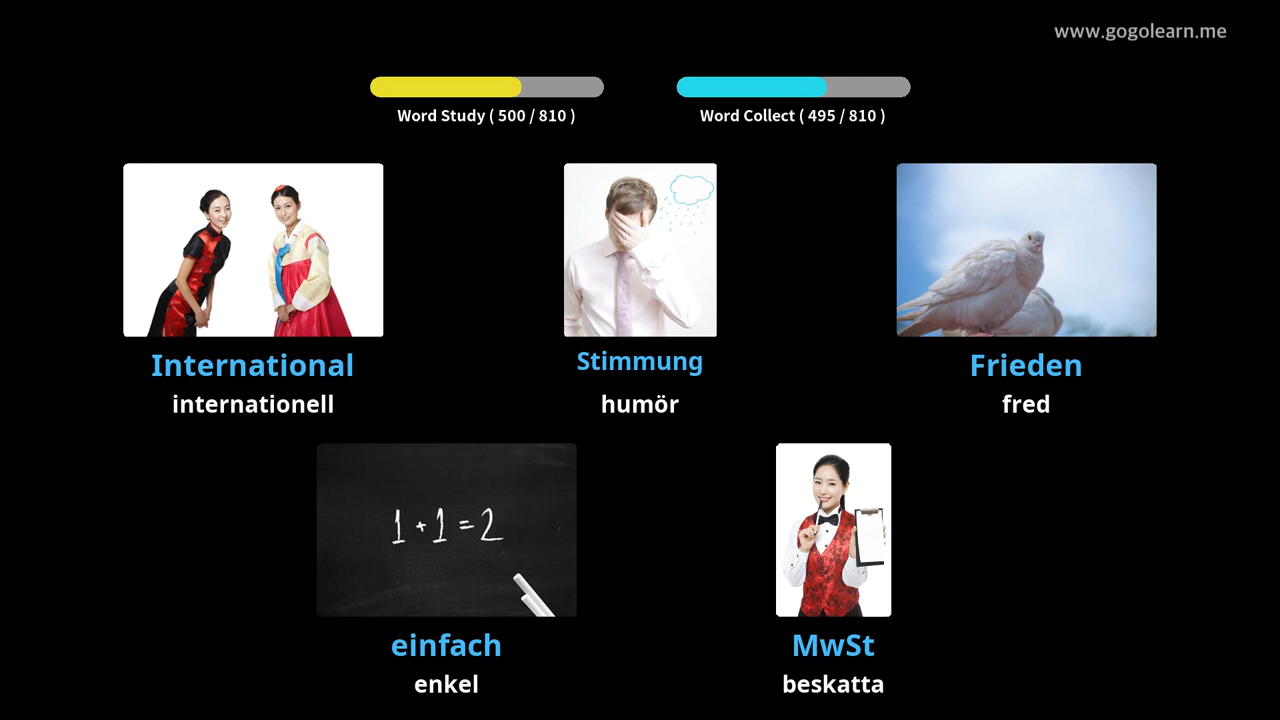 www.gogolearn.me
Word Study ( 500 / 810 )
Word Collect ( 495 / 810 )
International
internationell
Stimmung
humör
Frieden
fred
1 + 1 = 2
einfach
enkel
MwSt
beskatta